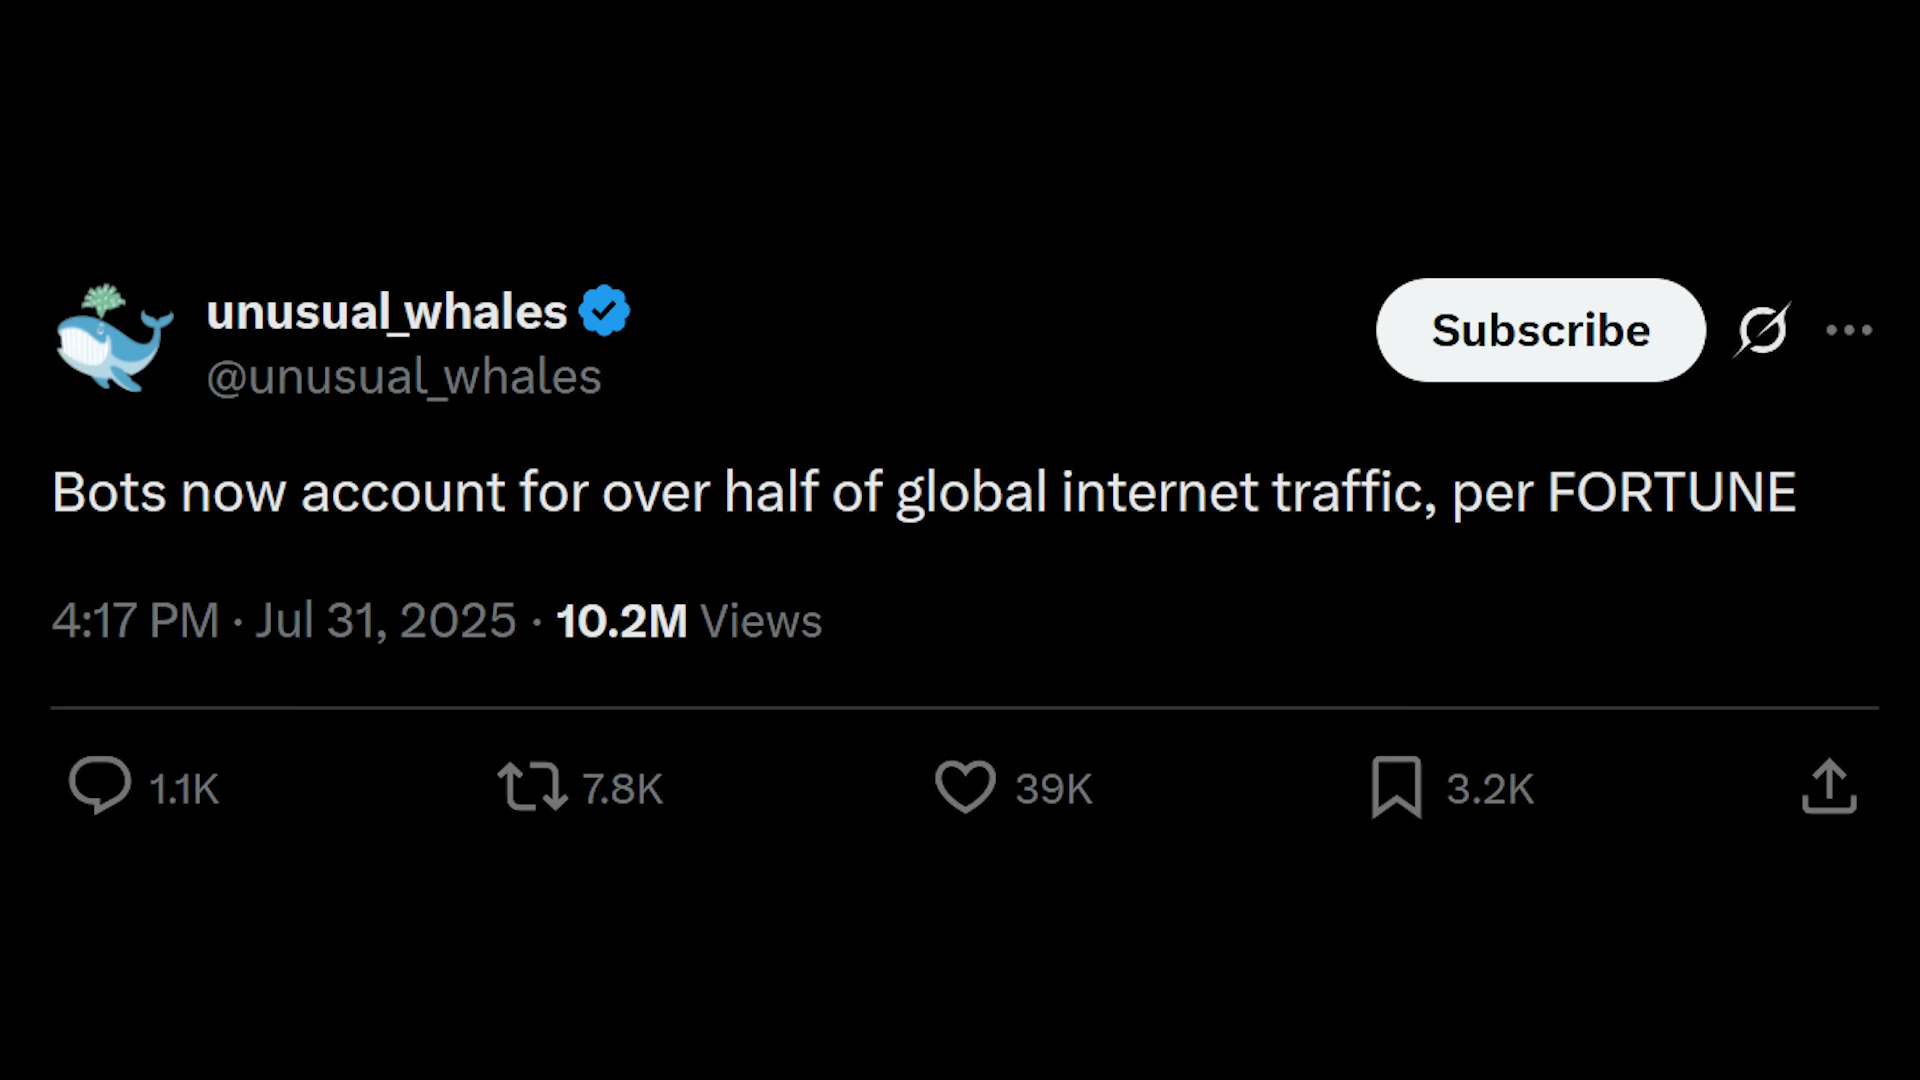 unusual_whales
@unusual_whales
Subscribe
Bots now account for over half of global internet traffic, per FORTUNE
4:17 PM · Jul 31, 2025 · 10.2M Views
1.1K 7.8K 39K 3.2K